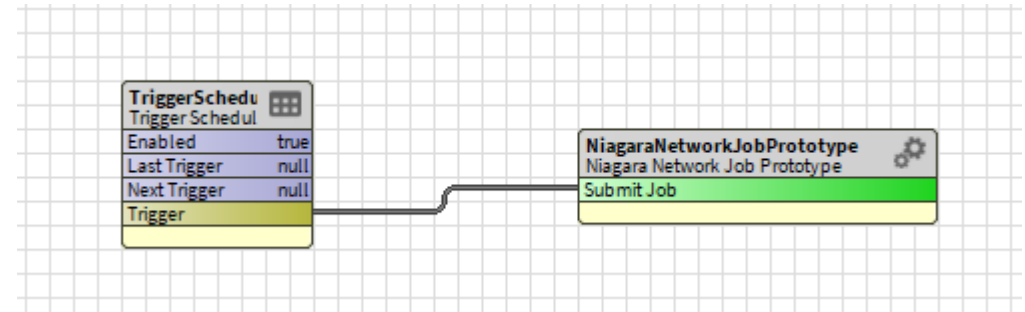 TriggerSchedu
Trigger Schedul
Enabled true
Last Trigger null
Next Trigger null
Trigger
NiagaraNetworkJobPrototype
Niagara Network Job Prototype
Submit Job